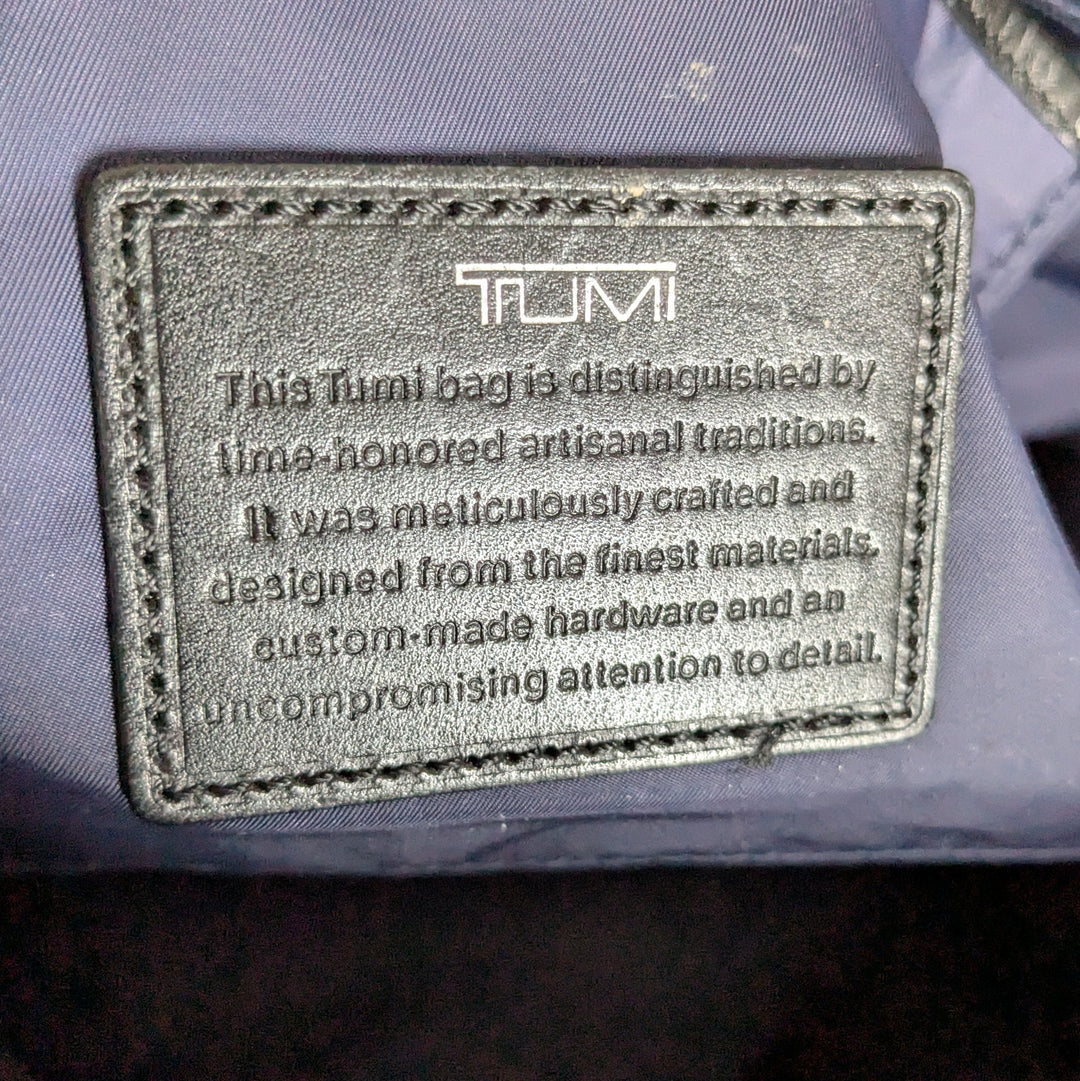 TUMI
This Tumi bag is distinguished by
time-honored artisanal traditions.
It was meticulously crafted and
designed from the finest materials,
custom-made hardware and an
uncompromising attention to detail.